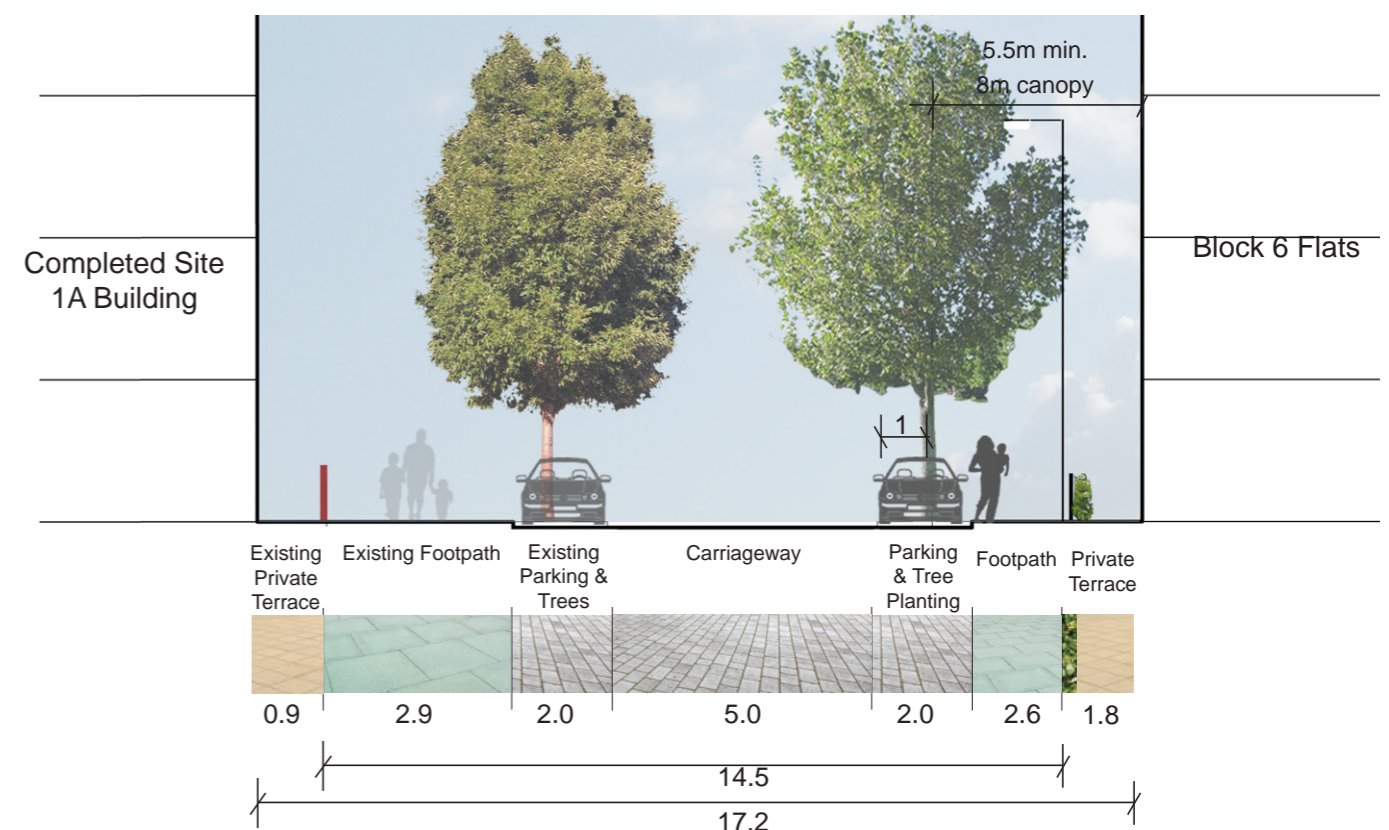 5.5m min.
8m canopy
Completed Site
1A Building
Block 6 Flats
1
Existing
Private
Terrace
Existing Footpath
Existing
Parking &
Trees
Carriageway
Parking
& Tree
Planting
Footpath
Private
Terrace
0.9
2.9
2.0
5.0
2.0
2.6
1.8
14.5
17.2